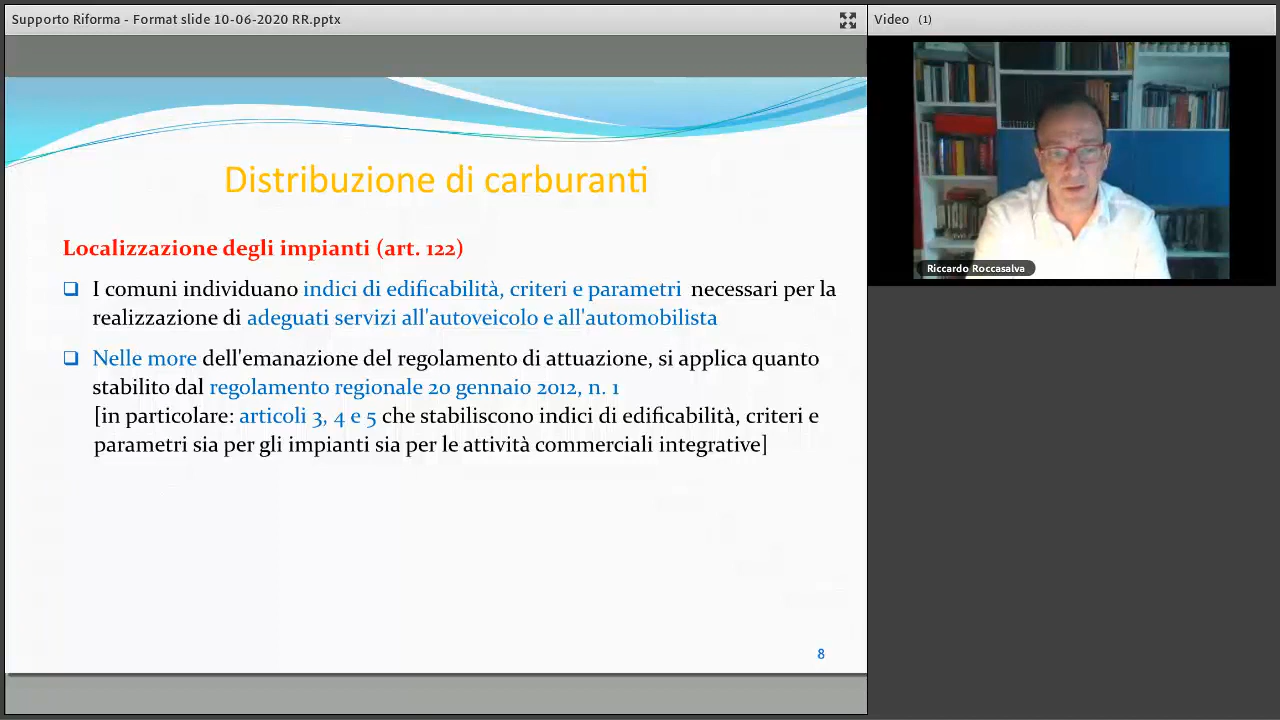 Supporto Riforma - Format slide 10-06-2020 RR.pptx
Video (1)
Riccardo Roccasalva
Distribuzione di carburanti
Localizzazione degli impianti (art. 122)
I comuni individuano indici di edificabilità, criteri e parametri necessari per la
realizzazione di adeguati servizi all'autoveicolo e all'automobilista
Nelle more dell'emanazione del regolamento di attuazione, si applica quanto
stabilito dal regolamento regionale 20 gennaio 2012, n. 1
[in particolare: articoli 3, 4 e 5 che stabiliscono indici di edificabilità, criteri e
parametri sia per gli impianti sia per le attività commerciali integrative]
8